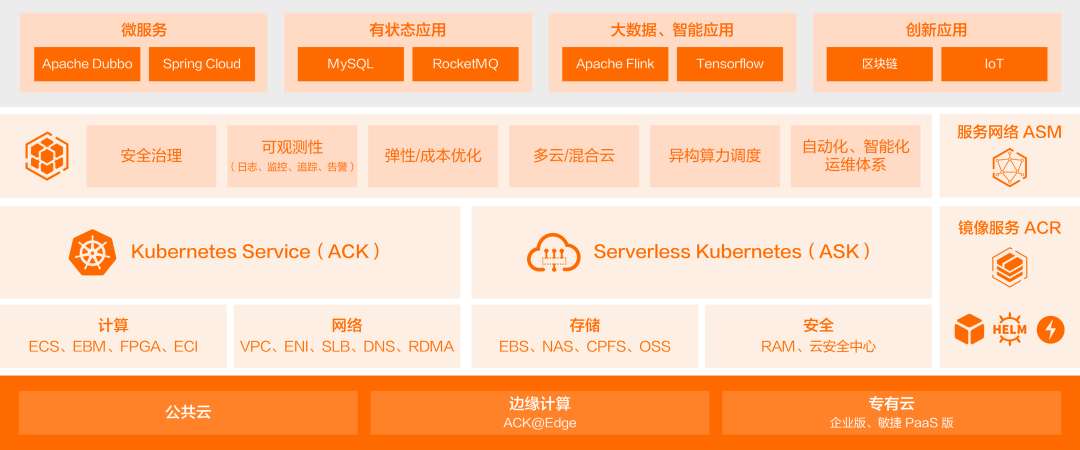 微服务
Apache Dubbo
Spring Cloud
有状态应用
MySQL
RocketMQ
大数据、智能应用
Apache Flink
Tensorflow
创新应用
区块链
IoT
安全治理
可观测性
（日志、监控、追踪、告警）
弹性/成本优化
多云/混合云
异构算力调度
自动化、智能化
运维体系
服务网络 ASM
Kubernetes Service（ACK）
Serverless Kubernetes（ASK）
镜像服务 ACR
HELM
计算
ECS、EBM、FPGA、ECI
网络
VPC、ENI、SLB、DNS、RDMA
存储
EBS、NAS、CPFS、OSS
安全
RAM、云安全中心
公共云
边缘计算
ACK@Edge
专有云
企业版、敏捷 PaaS 版